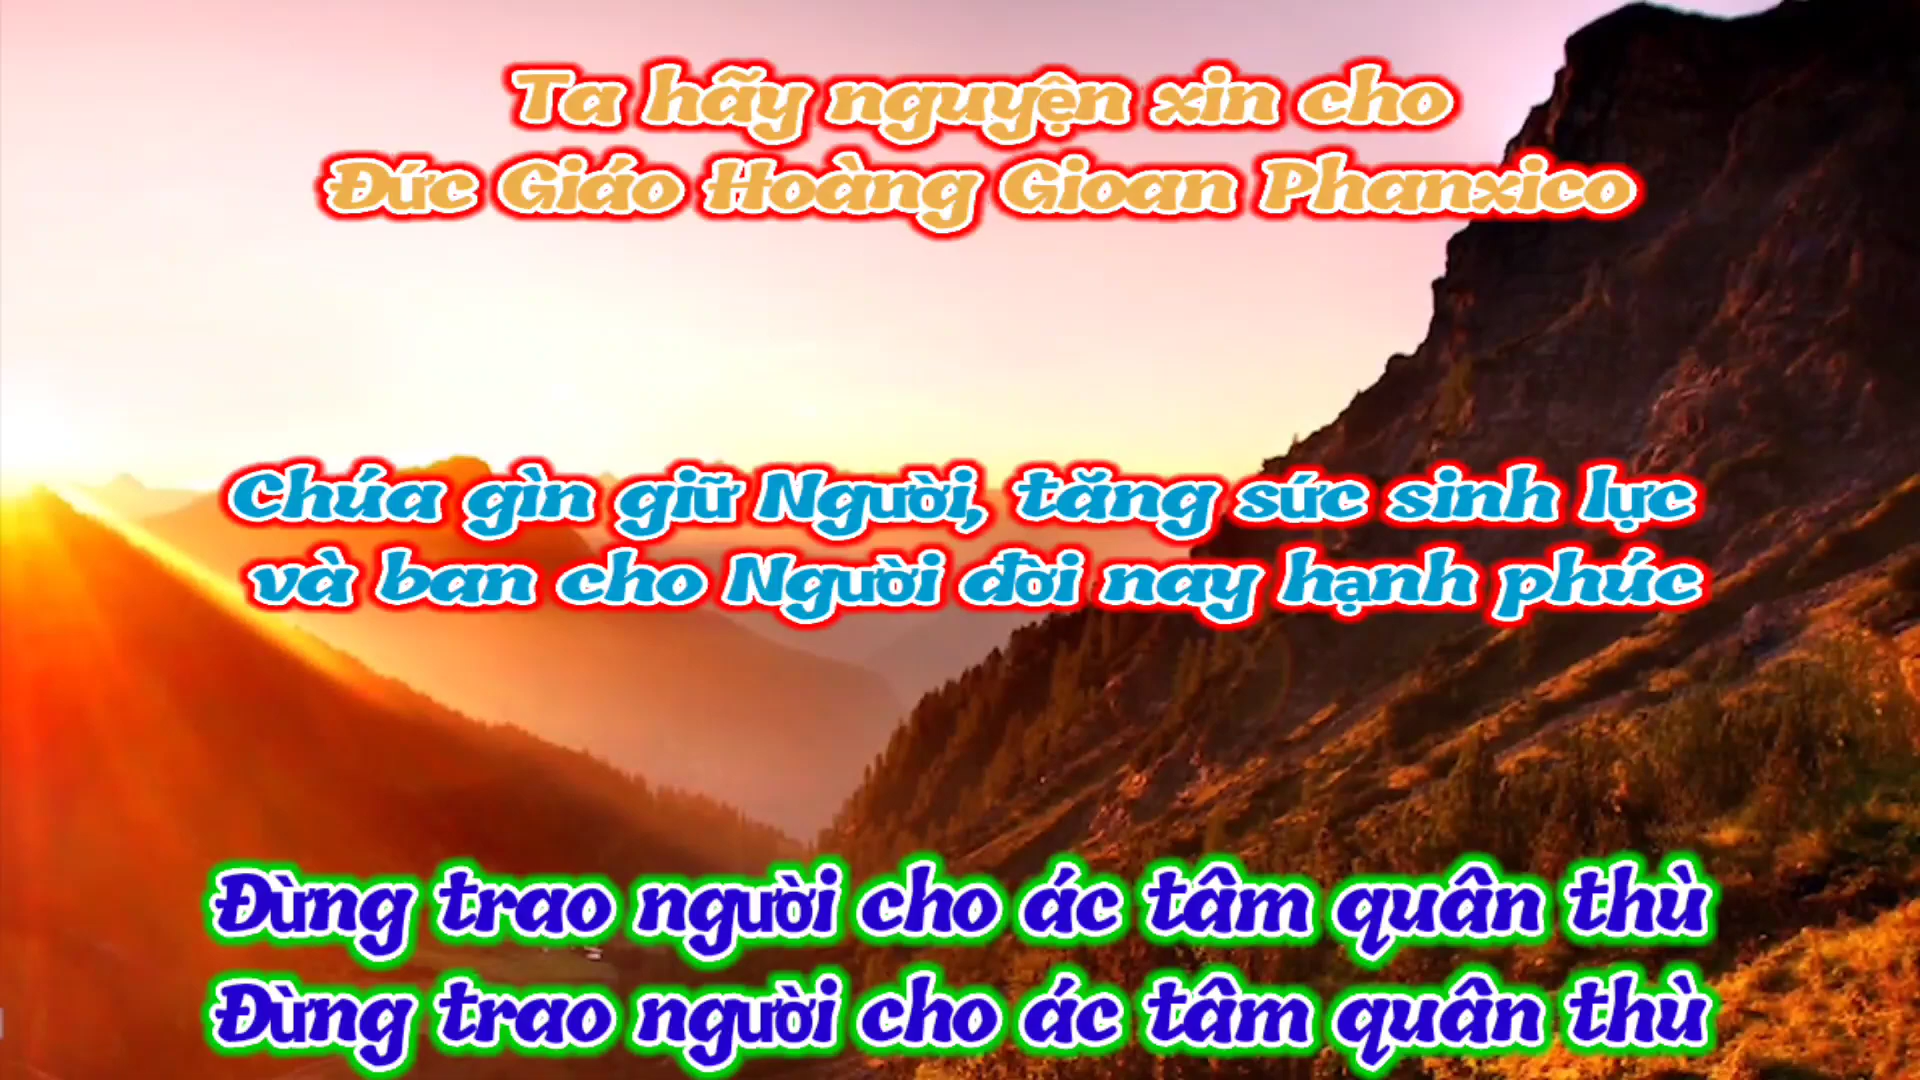 Ta hãy nguyện xin cho
Đức Giáo Hoàng Gioan Phanxico
Chúa gìn giữ Người, tăng sức sinh lực
và ban cho Người đời nay hạnh phúc
Đừng trao người cho ác tâm quân thù
Đừng trao người cho ác tâm quân thù